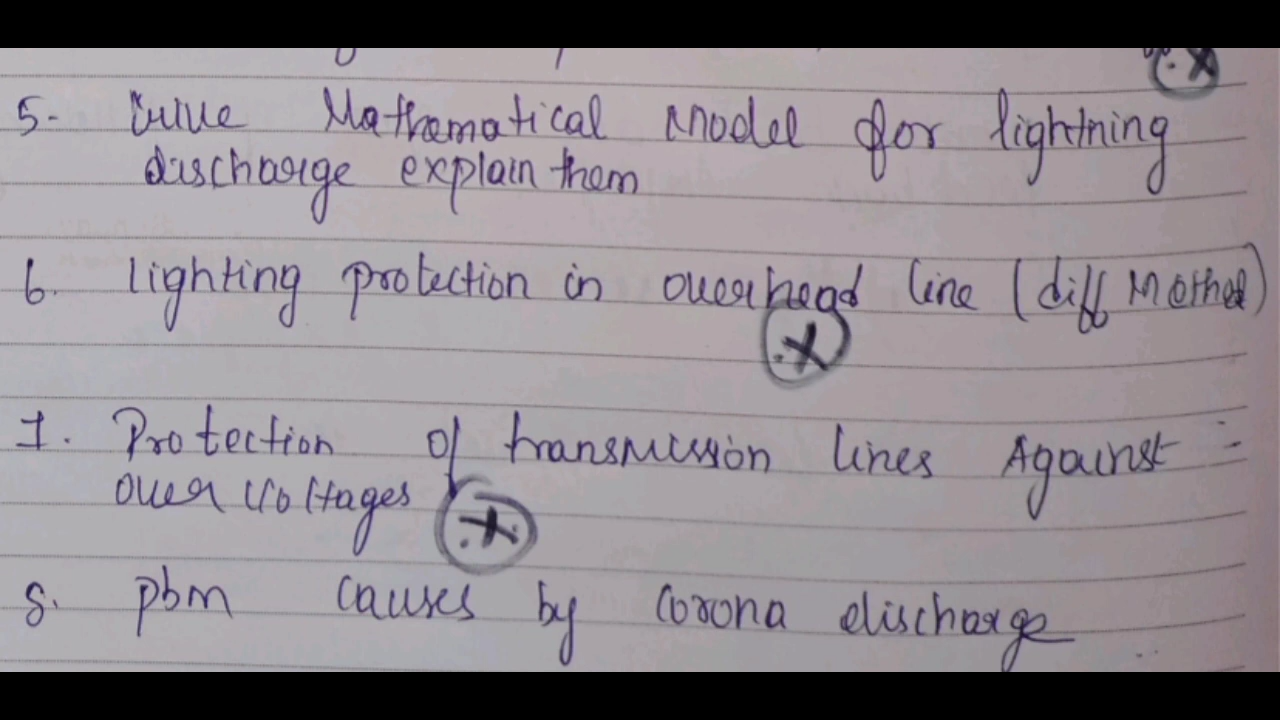 5. Give Mathematical model for lightning
discharge explain them
6. lighting protection in overhead line (diff Method)
7. Protection of transmission lines Against
over voltages
8. pbm causes by corona discharge